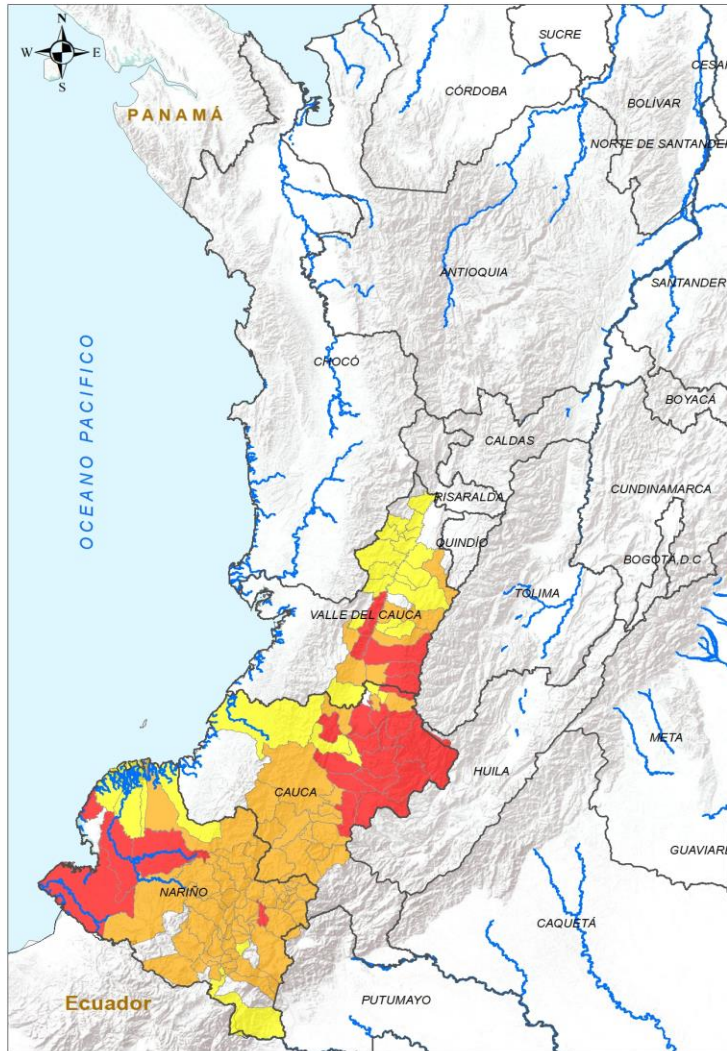 N
W
E
S
SUCRE
CESAR
CÓRDOBA
BOLÍVAR
PANAMÁ
NORTE DE SANTANDER
ANTIOQUIA
SANTANDER
OCEANO PACIFICO
CHOCÓ
BOYACÁ
CALDAS
CUNDINAMARCA
RISARALDA
QUINDÍO
BOGOTÁ,D.C
TOLIMA
VALLE DEL CAUCA
META
HUILA
CAUCA
GUAVIARE
NARIÑO
CAQUETÁ
Ecuador
PUTUMAYO